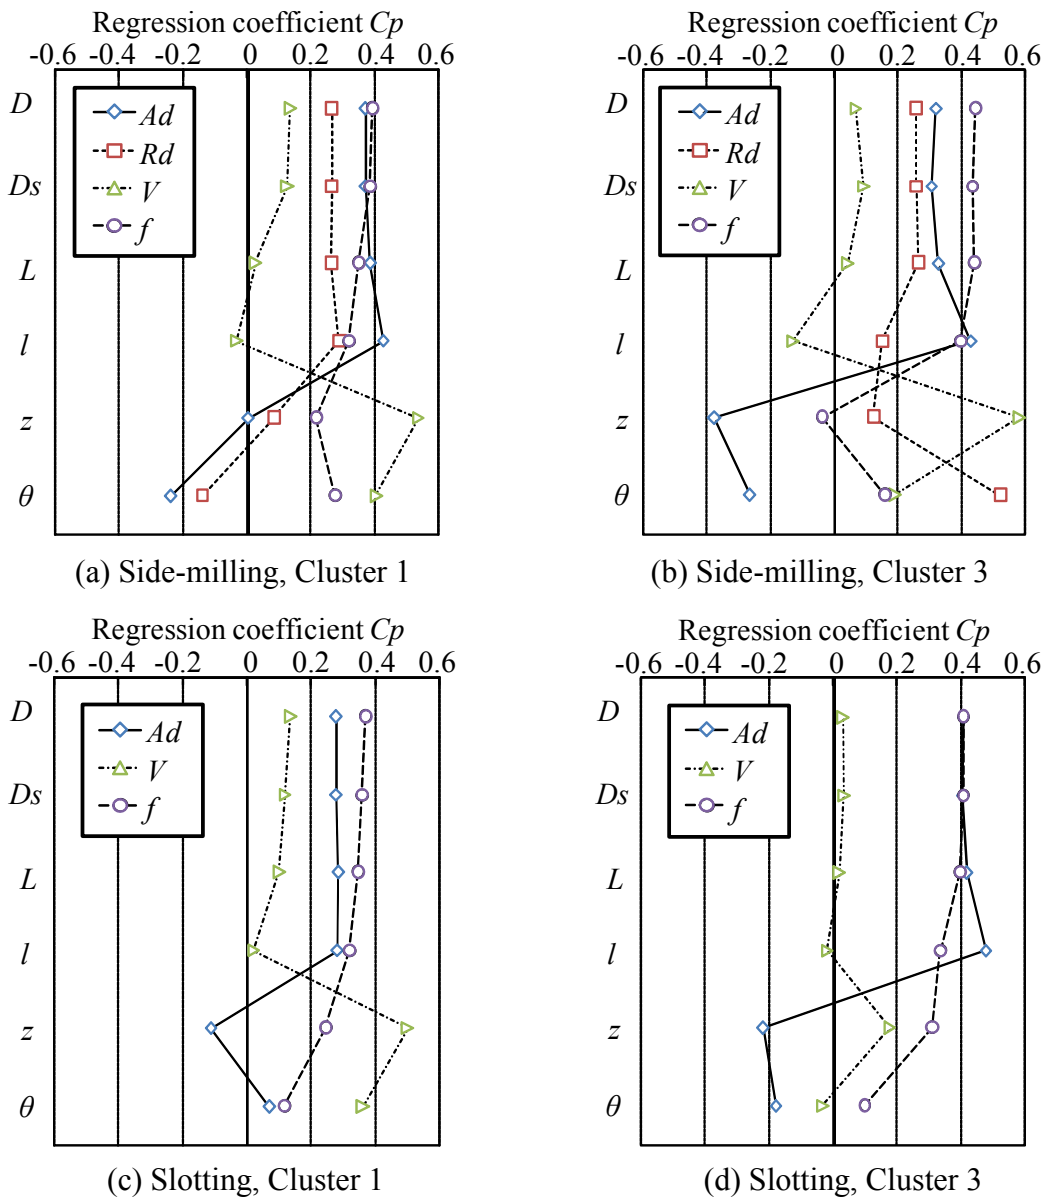 Regression coefficient Cp
-0.6 -0.4 -0.2 0 0.2 0.4 0.6
D
Ds
L
l
z
θ
Ad
Rd
V
f
(a) Side-milling, Cluster 1
Regression coefficient Cp
-0.6 -0.4 -0.2 0 0.2 0.4 0.6
D
Ds
L
l
z
θ
Ad
Rd
V
f
(b) Side-milling, Cluster 3
Regression coefficient Cp
-0.6 -0.4 -0.2 0 0.2 0.4 0.6
D
Ds
L
l
z
θ
Ad
V
f
(c) Slotting, Cluster 1
Regression coefficient Cp
-0.6 -0.4 -0.2 0 0.2 0.4 0.6
D
Ds
L
l
z
θ
Ad
V
f
(d) Slotting, Cluster 3